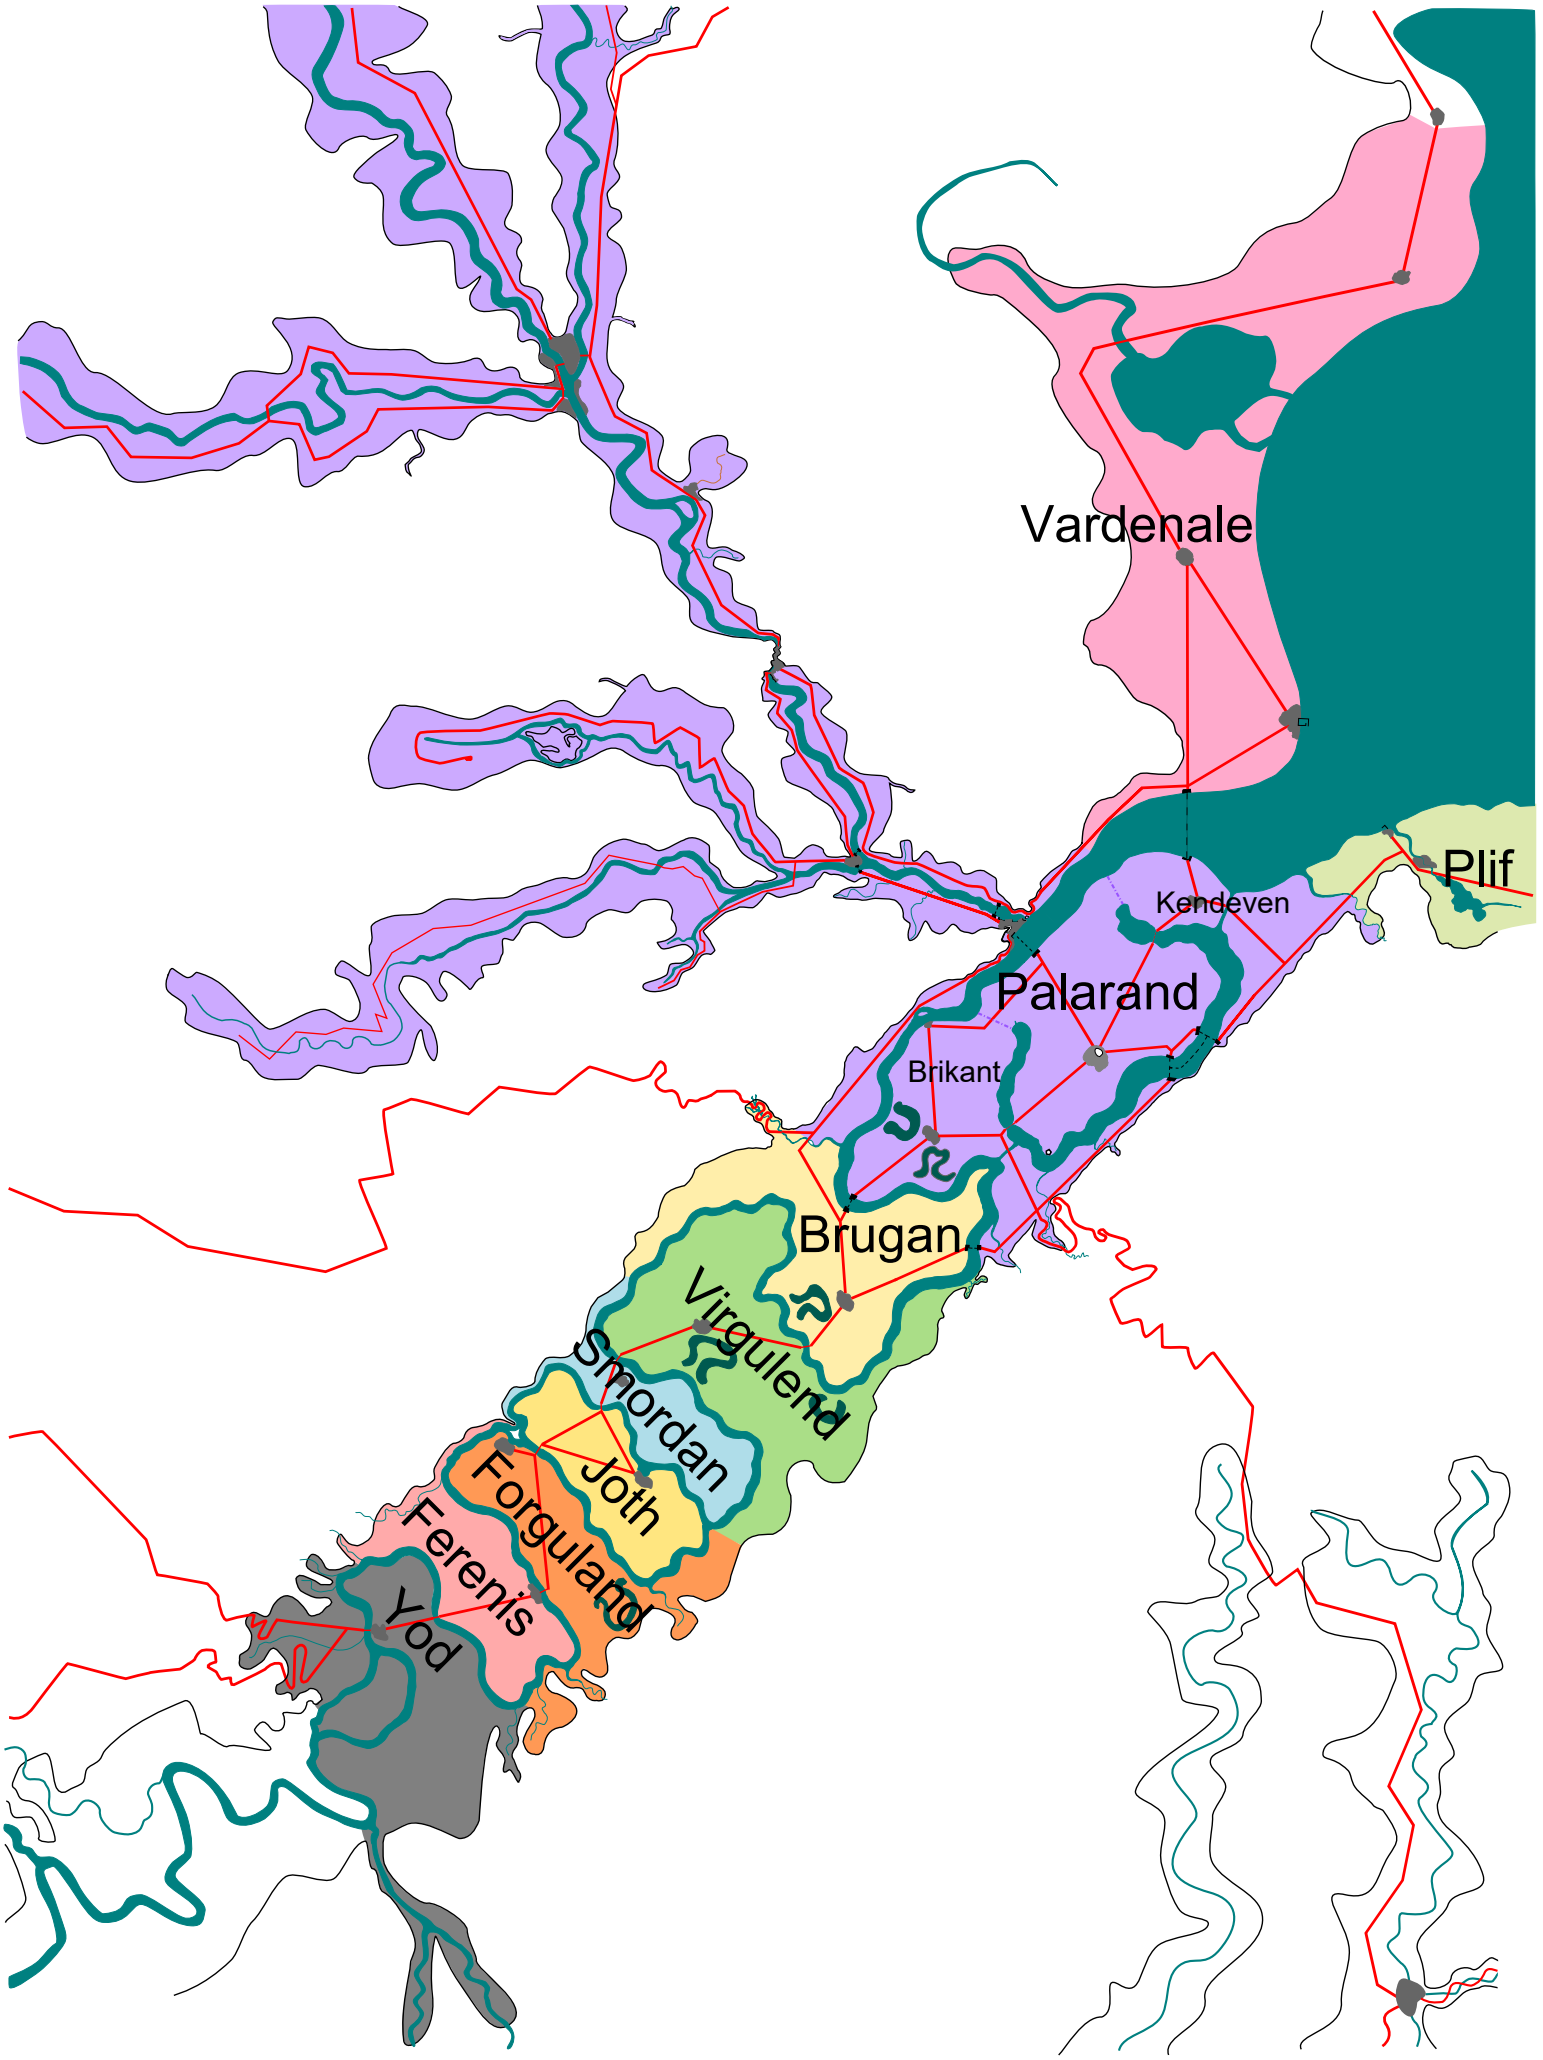 Vardenale
Plif
Kendeven
Palarand
Brikant
Brugan
Virgulend
Smordan
Joth
Forguland
Ferenis
Yod